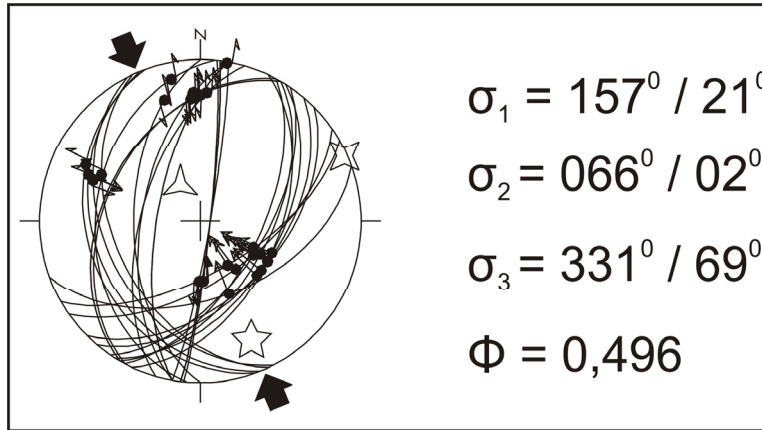 N
σ₁ = 157⁰ / 21⁰
σ₂ = 066⁰ / 02⁰
σ₃ = 331⁰ / 69⁰
Φ = 0,496